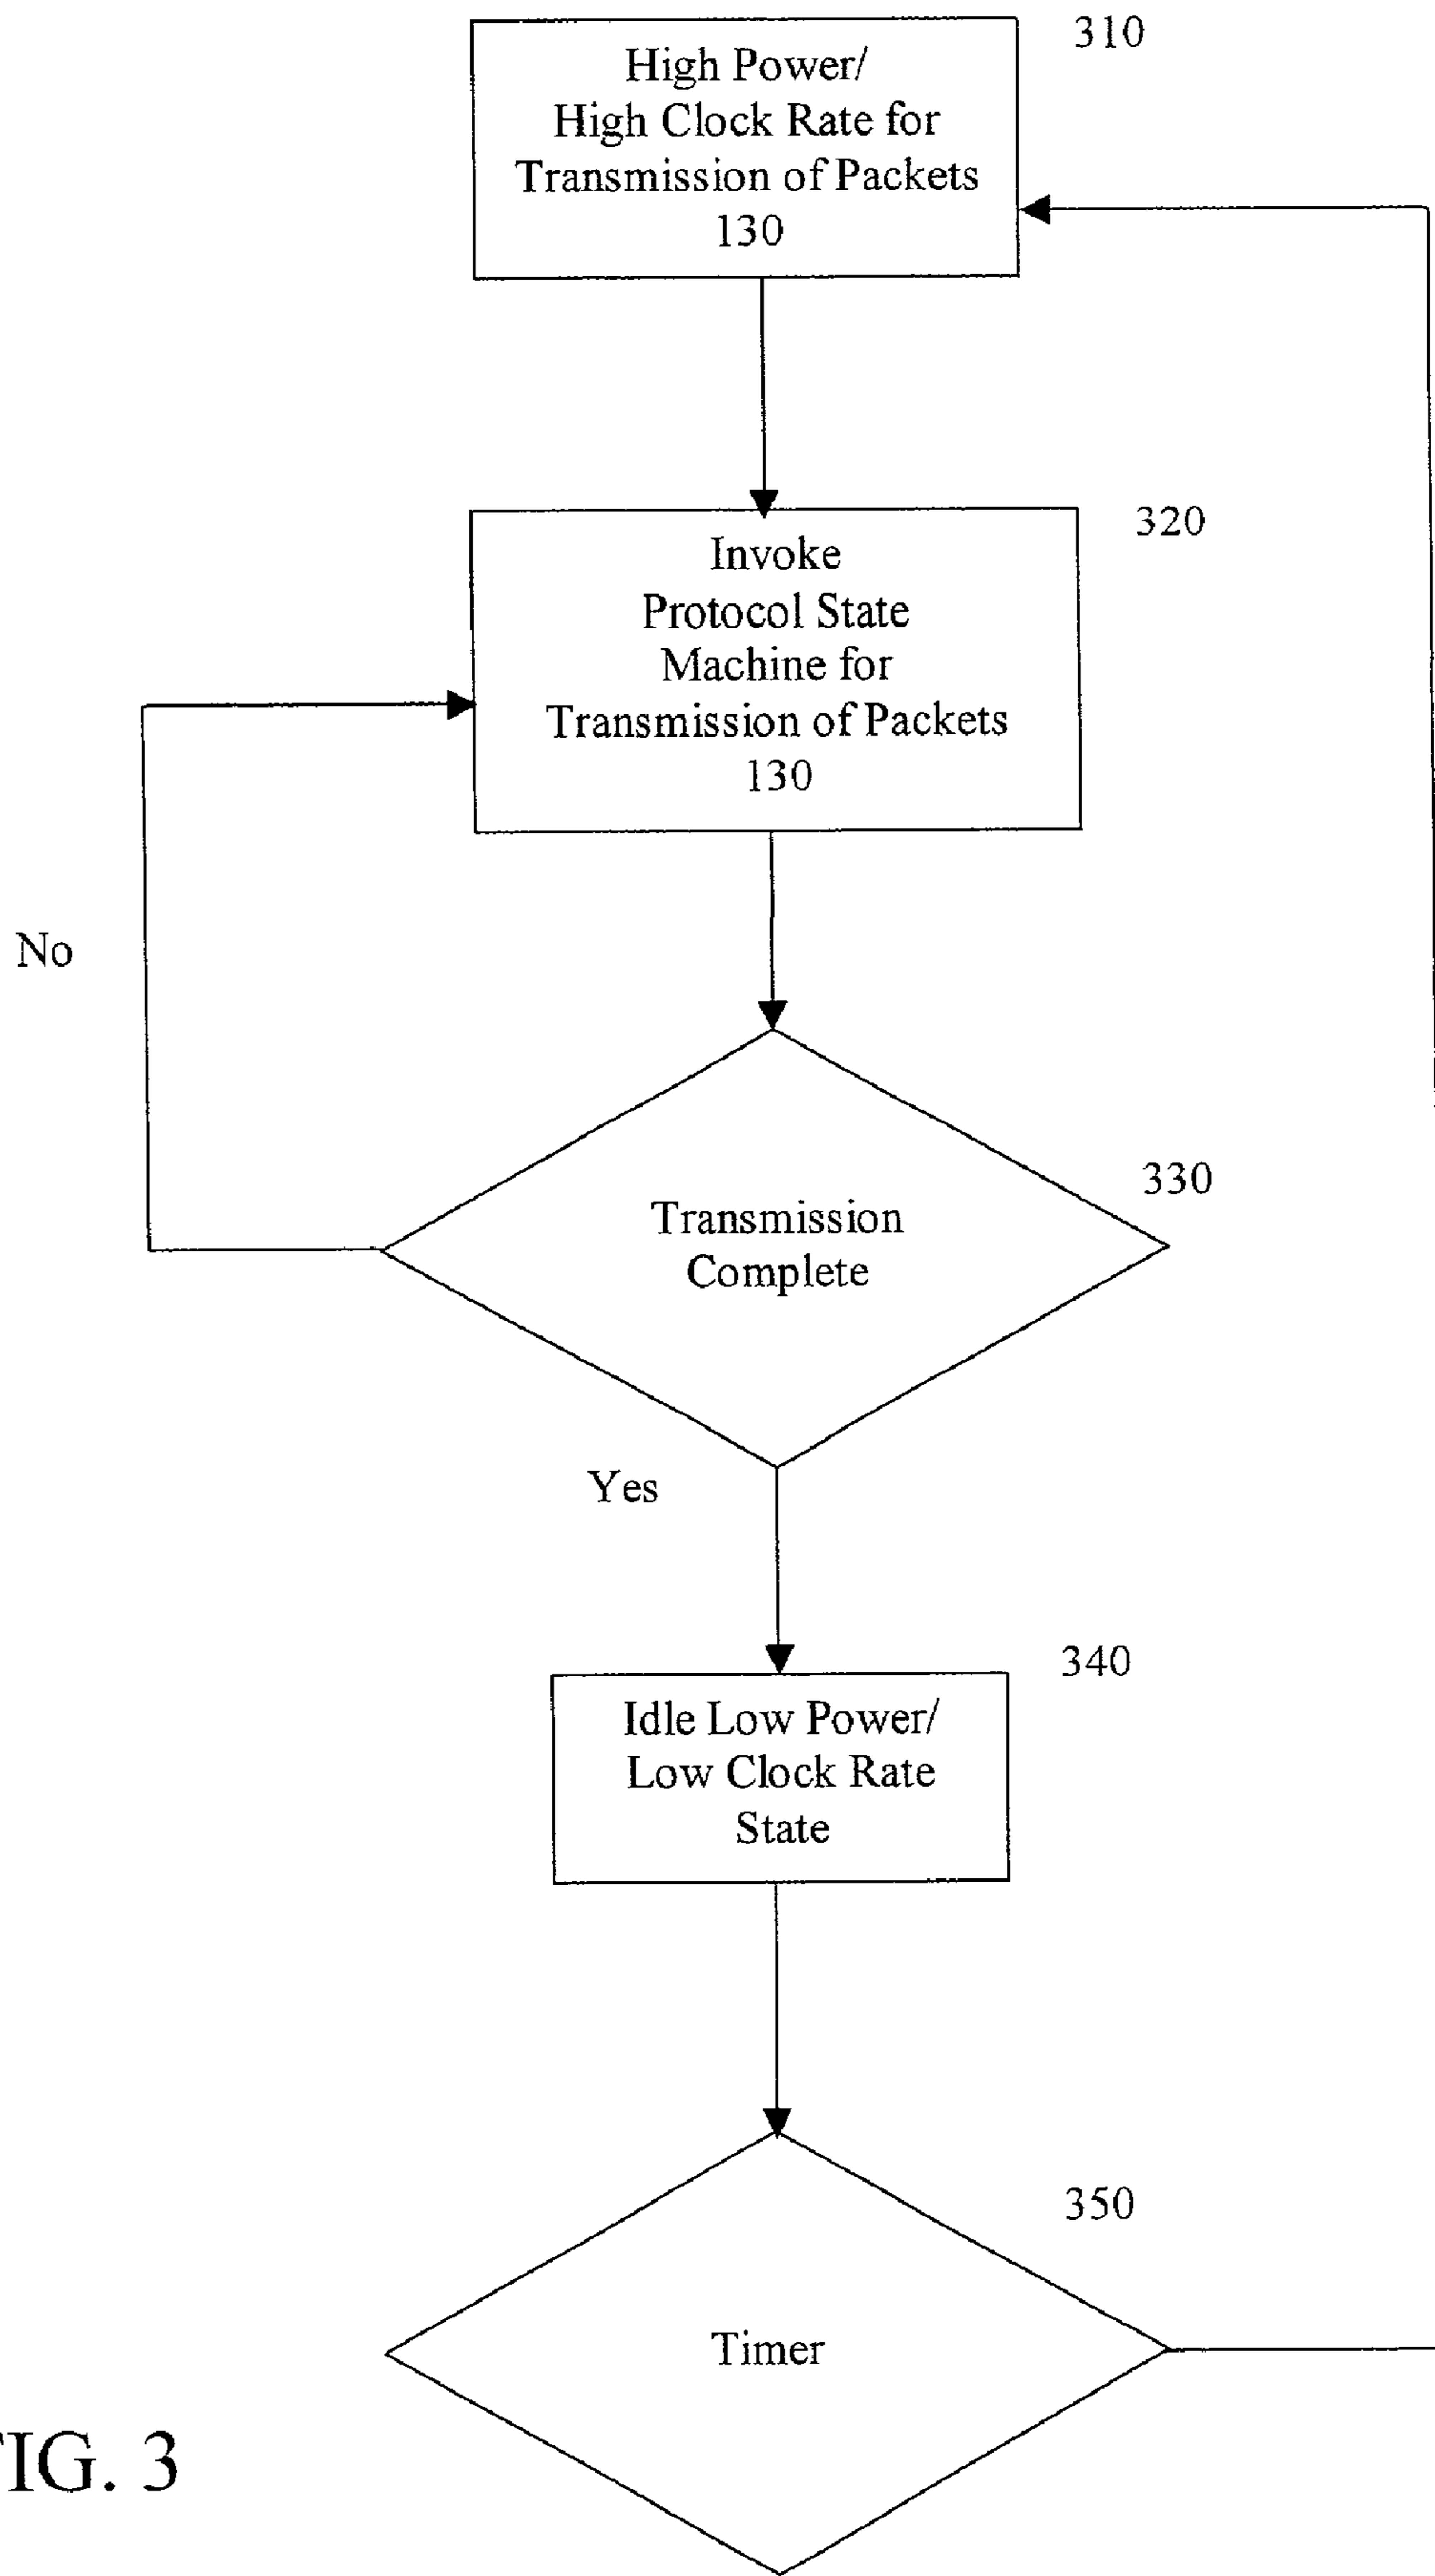 310
High Power/
High Clock Rate for
Transmission of Packets
130
320
Invoke
Protocol State
Machine for
Transmission of Packets
130
No
330
Transmission
Complete
Yes
340
Idle Low Power/
Low Clock Rate
State
350
Timer
FIG. 3